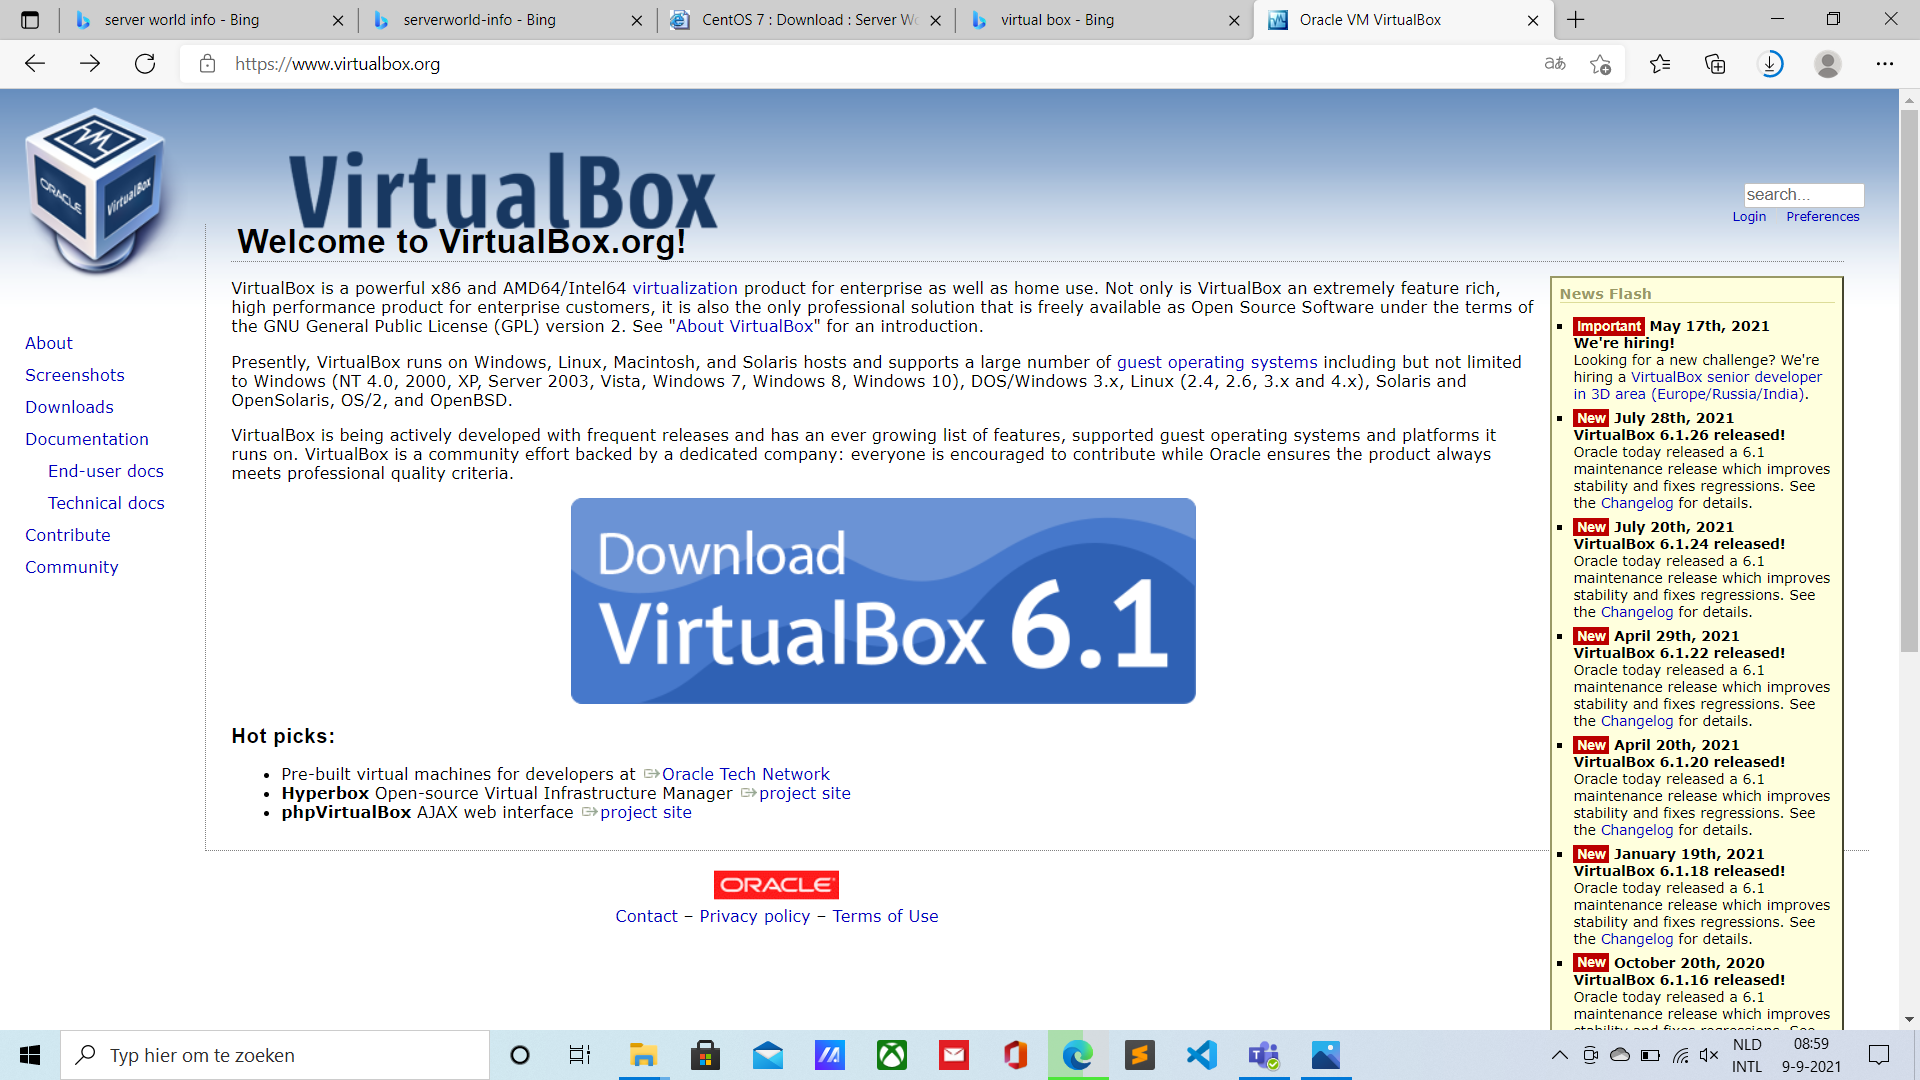 server world info - Bing
serverworld-info - Bing
CentOS 7 : Download : Server Wo
virtual box - Bing
Oracle VM VirtualBox
https://www.virtualbox.org
ORACLE
VirtualBox
VirtualBox
search...
Login
Preferences
Welcome to VirtualBox.org!
About
Screenshots
Downloads
Documentation
End-user docs
Technical docs
Contribute
Community
VirtualBox is a powerful x86 and AMD64/Intel64 virtualization product for enterprise as well as home use. Not only is VirtualBox an extremely feature rich,
high performance product for enterprise customers, it is also the only professional solution that is freely available as Open Source Software under the terms of
the GNU General Public License (GPL) version 2. See "About VirtualBox" for an introduction.
Presently, VirtualBox runs on Windows, Linux, Macintosh, and Solaris hosts and supports a large number of guest operating systems including but not limited
to Windows (NT 4.0, 2000, XP, Server 2003, Vista, Windows 7, Windows 8, Windows 10), DOS/Windows 3.x, Linux (2.4, 2.6, 3.x and 4.x), Solaris and
OpenSolaris, OS/2, and OpenBSD.
VirtualBox is being actively developed with frequent releases and has an ever growing list of features, supported guest operating systems and platforms it
runs on. VirtualBox is a community effort backed by a dedicated company: everyone is encouraged to contribute while Oracle ensures the product always
meets professional quality criteria.
Download
VirtualBox 6.1
Hot picks:
Pre-built virtual machines for developers at Oracle Tech Network
Hyperbox Open-source Virtual Infrastructure Manager project site
phpVirtualBox AJAX web interface project site
News Flash
Important May 17th, 2021
We're hiring!
Looking for a new challenge? We're
hiring a VirtualBox senior developer
in 3D area (Europe/Russia/India).
New July 28th, 2021
VirtualBox 6.1.26 released!
Oracle today released a 6.1
maintenance release which improves
stability and fixes regressions. See
the Changelog for details.
New July 20th, 2021
VirtualBox 6.1.24 released!
Oracle today released a 6.1
maintenance release which improves
stability and fixes regressions. See
the Changelog for details.
New April 29th, 2021
VirtualBox 6.1.22 released!
Oracle today released a 6.1
maintenance release which improves
stability and fixes regressions. See
the Changelog for details.
New April 20th, 2021
VirtualBox 6.1.20 released!
Oracle today released a 6.1
maintenance release which improves
stability and fixes regressions. See
the Changelog for details.
New January 19th, 2021
VirtualBox 6.1.18 released!
Oracle today released a 6.1
maintenance release which improves
stability and fixes regressions. See
the Changelog for details.
New October 20th, 2020
VirtualBox 6.1.16 released!
Oracle today released a 6.1
maintenance release which improves
stability and fixes regressions. See
ORACLE
Contact – Privacy policy – Terms of Use
Typ hier om te zoeken
NLD
INTL
08:59
9-9-2021